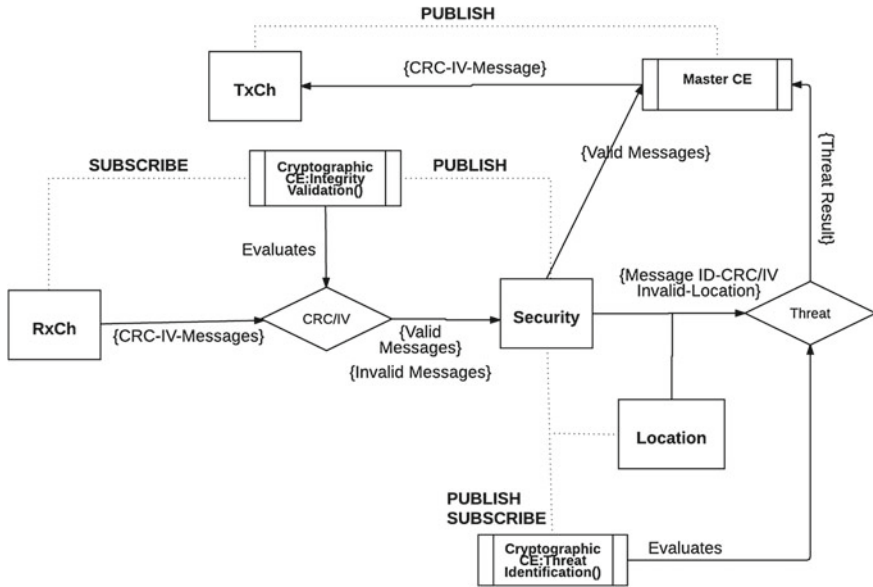 PUBLISH
{CRC-IV-Message}
TxCh
Master CE
{Valid Messages}
{Threat Result}
SUBSCRIBE
Cryptographic
CE:Integrity
Validation()
PUBLISH
Evaluates
RxCh
{CRC-IV-Messages}
CRC/IV
{Valid
Messages}
{Invalid Messages}
Security
{Message ID-CRC/IV
Invalid-Location}
Threat
Location
PUBLISH
SUBSCRIBE
Cryptographic
CE:Threat
Identification()
Evaluates